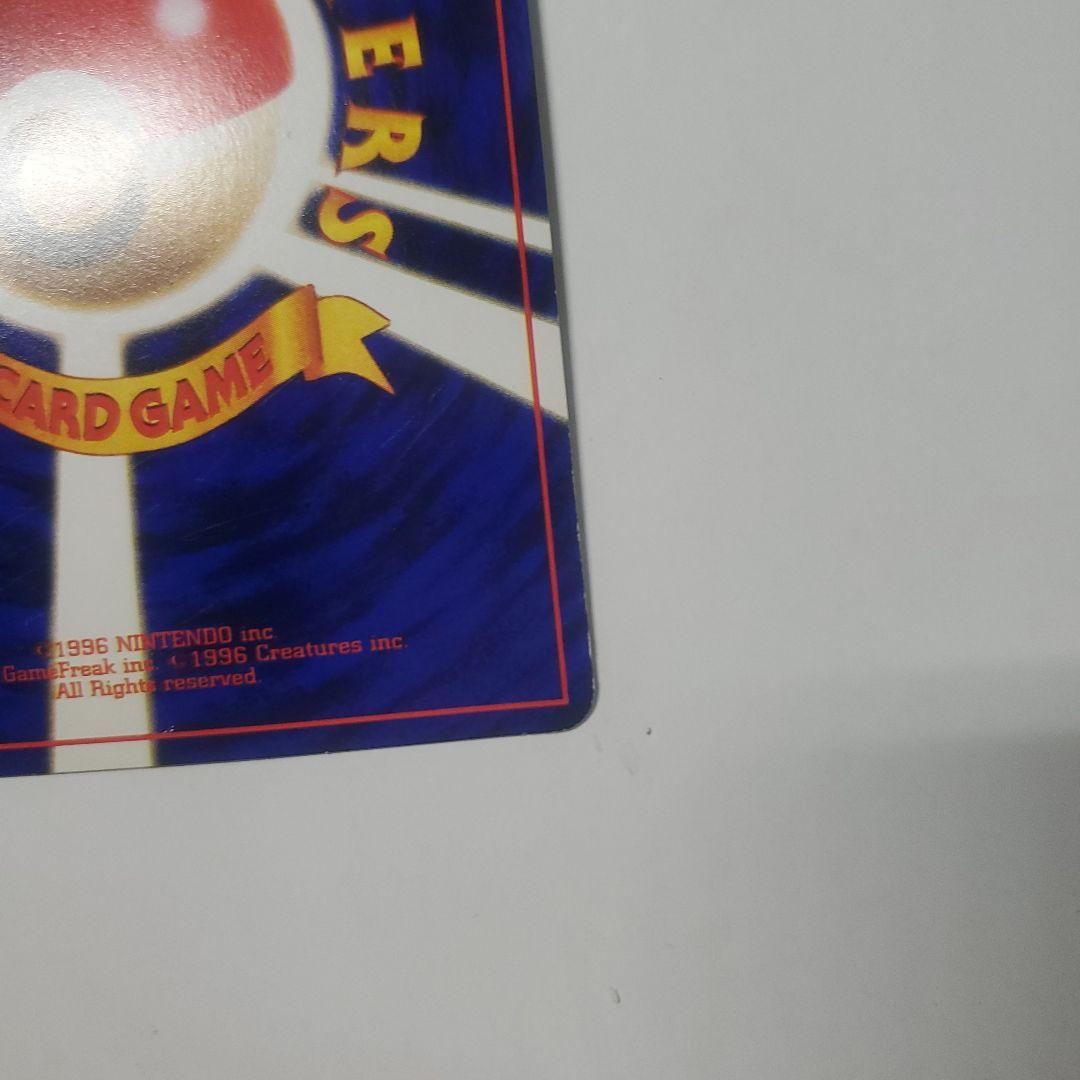 ERS
CARD GAME
©1996 NINTENDO inc.
GameFreak inc. ©1996 Creatures inc.
All Rights reserved.